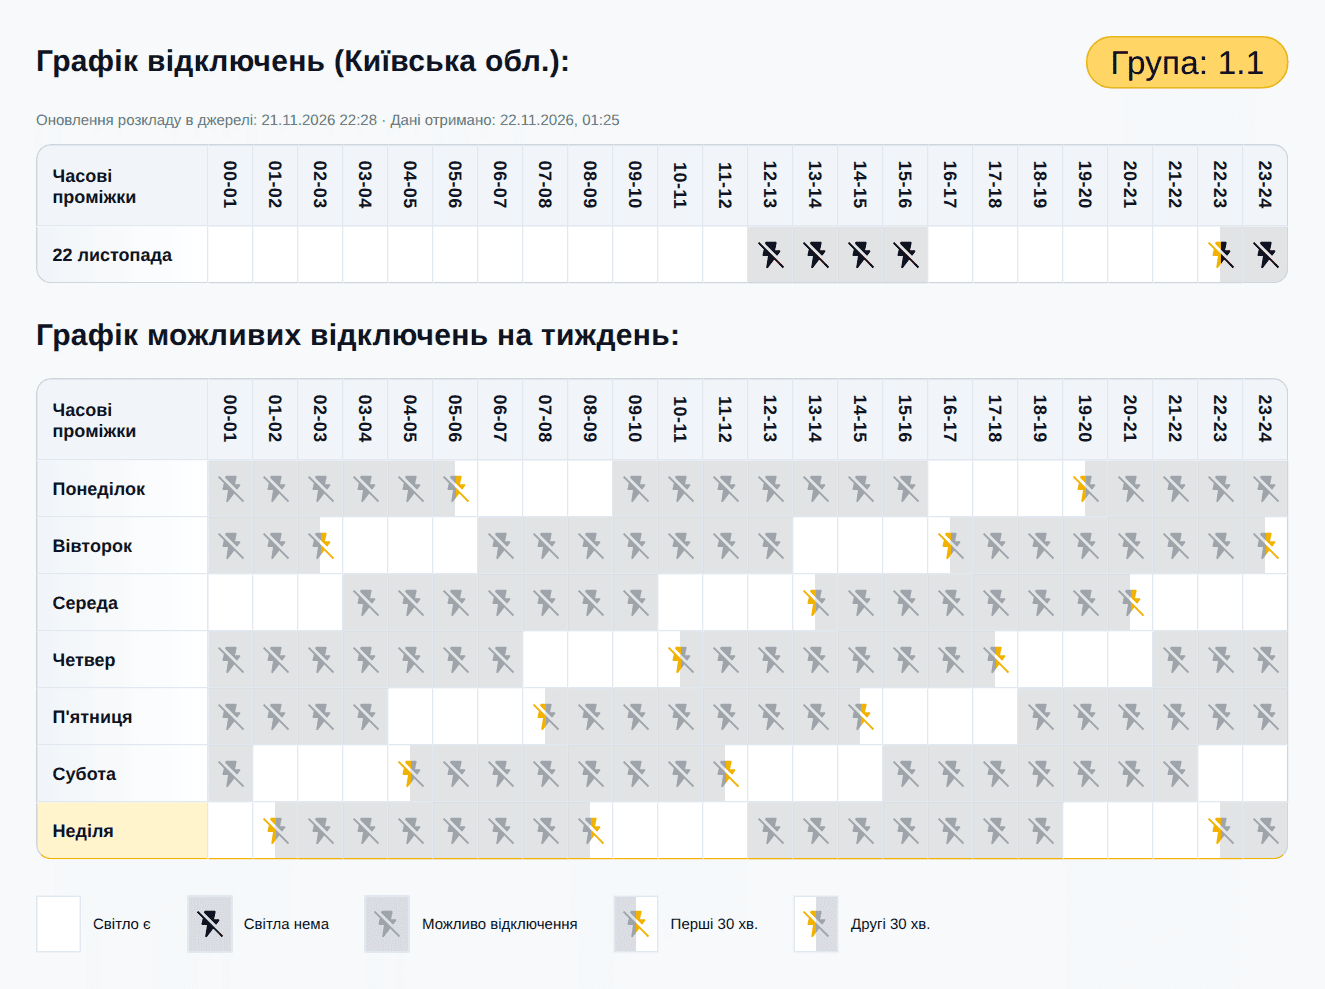 Графік відключень (Київська обл.):
Група: 1.1
Оновлення розкладу в джерелі: 21.11.2026 22:28 · Дані отримано: 22.11.2026, 01:25
Часові проміжки 00-01 01-02 02-03 03-04 04-05 05-06 06-07 07-08 08-09 09-10 10-11 11-12 12-13 13-14 14-15 15-16 16-17 17-18 18-19 19-20 20-21 21-22 22-23 23-24
22 листопада
Графік можливих відключень на тиждень:
Часові проміжки 00-01 01-02 02-03 03-04 04-05 05-06 06-07 07-08 08-09 09-10 10-11 11-12 12-13 13-14 14-15 15-16 16-17 17-18 18-19 19-20 20-21 21-22 22-23 23-24
Понеділок
Вівторок
Середа
Четвер
П'ятниця
Субота
Неділя
Світло є Світла нема Можливо відключення Перші 30 хв. Другі 30 хв.